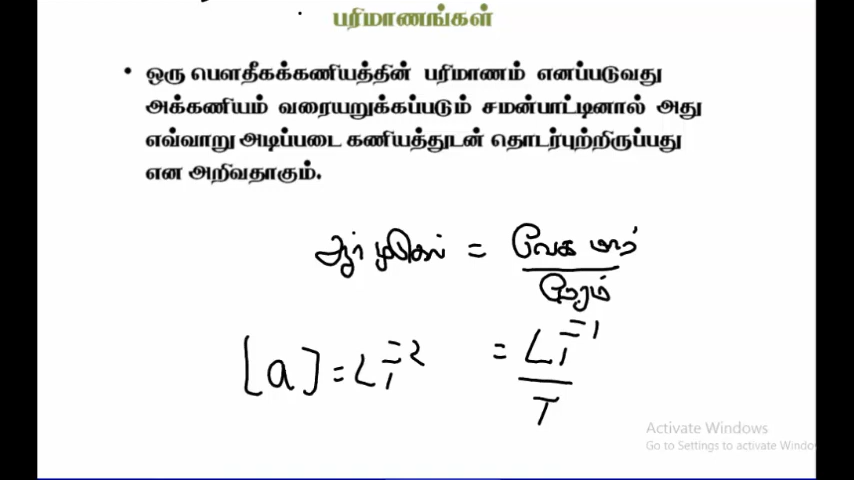 பரிமாணங்கள்
• ஒரு பௌதீகக்கணியத்தின் பரிமாணம் எனப்படுவது
அக்கணியம் வரையறுக்கப்படும் சமன்பாட்டினால் அது
எவ்வாறு அடிப்படை கணியத்துடன் தொடர்புற்றிருப்பது
என அறிவதாகும்.
ஆர்முடுகல் = வேக மாற்
நேரம்
[a] = LT⁻² = LT⁻¹
T
Activate Windows
Go to Settings to activate Windo